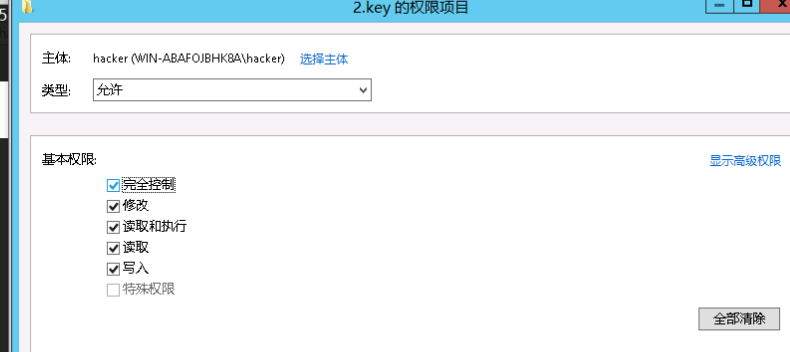 5
2.key 的权限项目
主体: hacker (WIN-ABAFOJBHK8A\hacker) 选择主体
类型: 允许
基本权限: 显示高级权限
完全控制
修改
读取和执行
读取
写入
特殊权限
全部清除